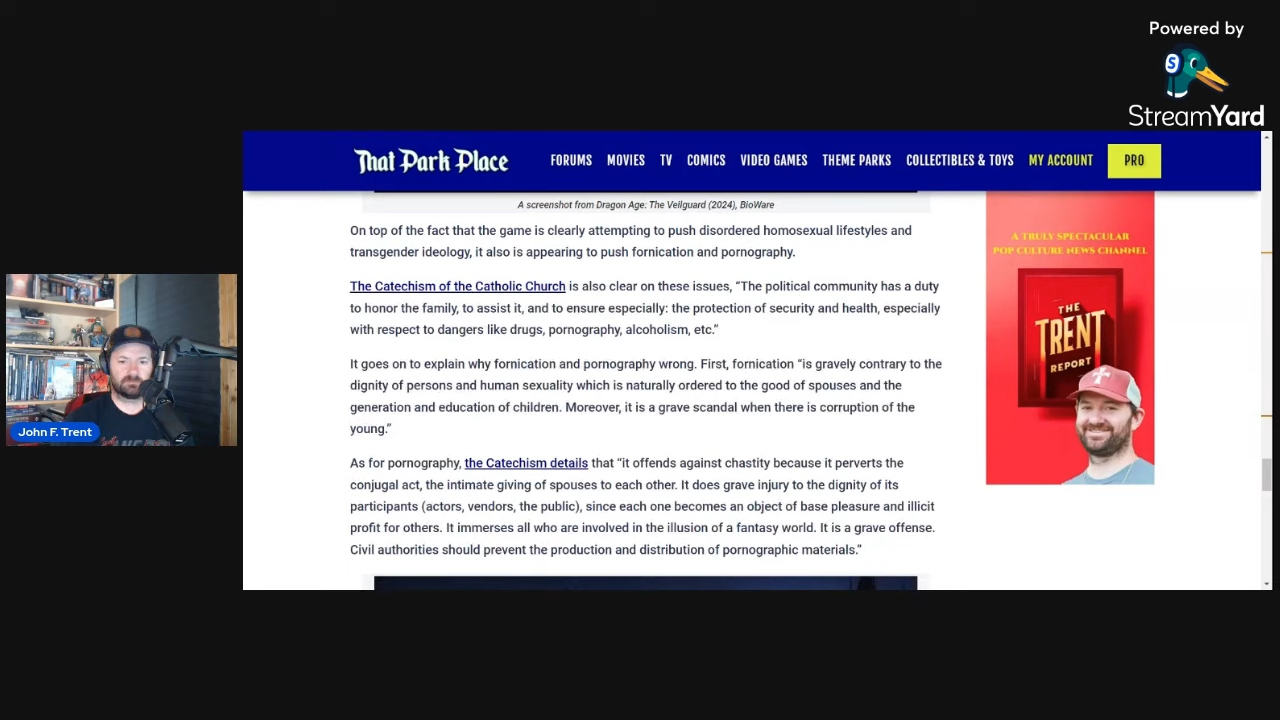 Powered by
S
StreamYard
That Park Place
FORUMS MOVIES TV COMICS VIDEO GAMES THEME PARKS COLLECTIBLES & TOYS MY ACCOUNT PRO
A screenshot from Dragon Age: The Veilguard (2024), BioWare
On top of the fact that the game is clearly attempting to push disordered homosexual lifestyles and
transgender ideology, it also is appearing to push fornication and pornography.
The Catechism of the Catholic Church is also clear on these issues, “The political community has a duty
to honor the family, to assist it, and to ensure especially: the protection of security and health, especially
with respect to dangers like drugs, pornography, alcoholism, etc.”
It goes on to explain why fornication and pornography wrong. First, fornication “is gravely contrary to the
dignity of persons and human sexuality which is naturally ordered to the good of spouses and the
generation and education of children. Moreover, it is a grave scandal when there is corruption of the
young.”
As for pornography, the Catechism details that “it offends against chastity because it perverts the
conjugal act, the intimate giving of spouses to each other. It does grave injury to the dignity of its
participants (actors, vendors, the public), since each one becomes an object of base pleasure and illicit
profit for others. It immerses all who are involved in the illusion of a fantasy world. It is a grave offense.
Civil authorities should prevent the production and distribution of pornographic materials.”
A TRULY SPECTACULAR
POP CULTURE NEWS CHANNEL
THE
TRENT
REPORT
John F. Trent